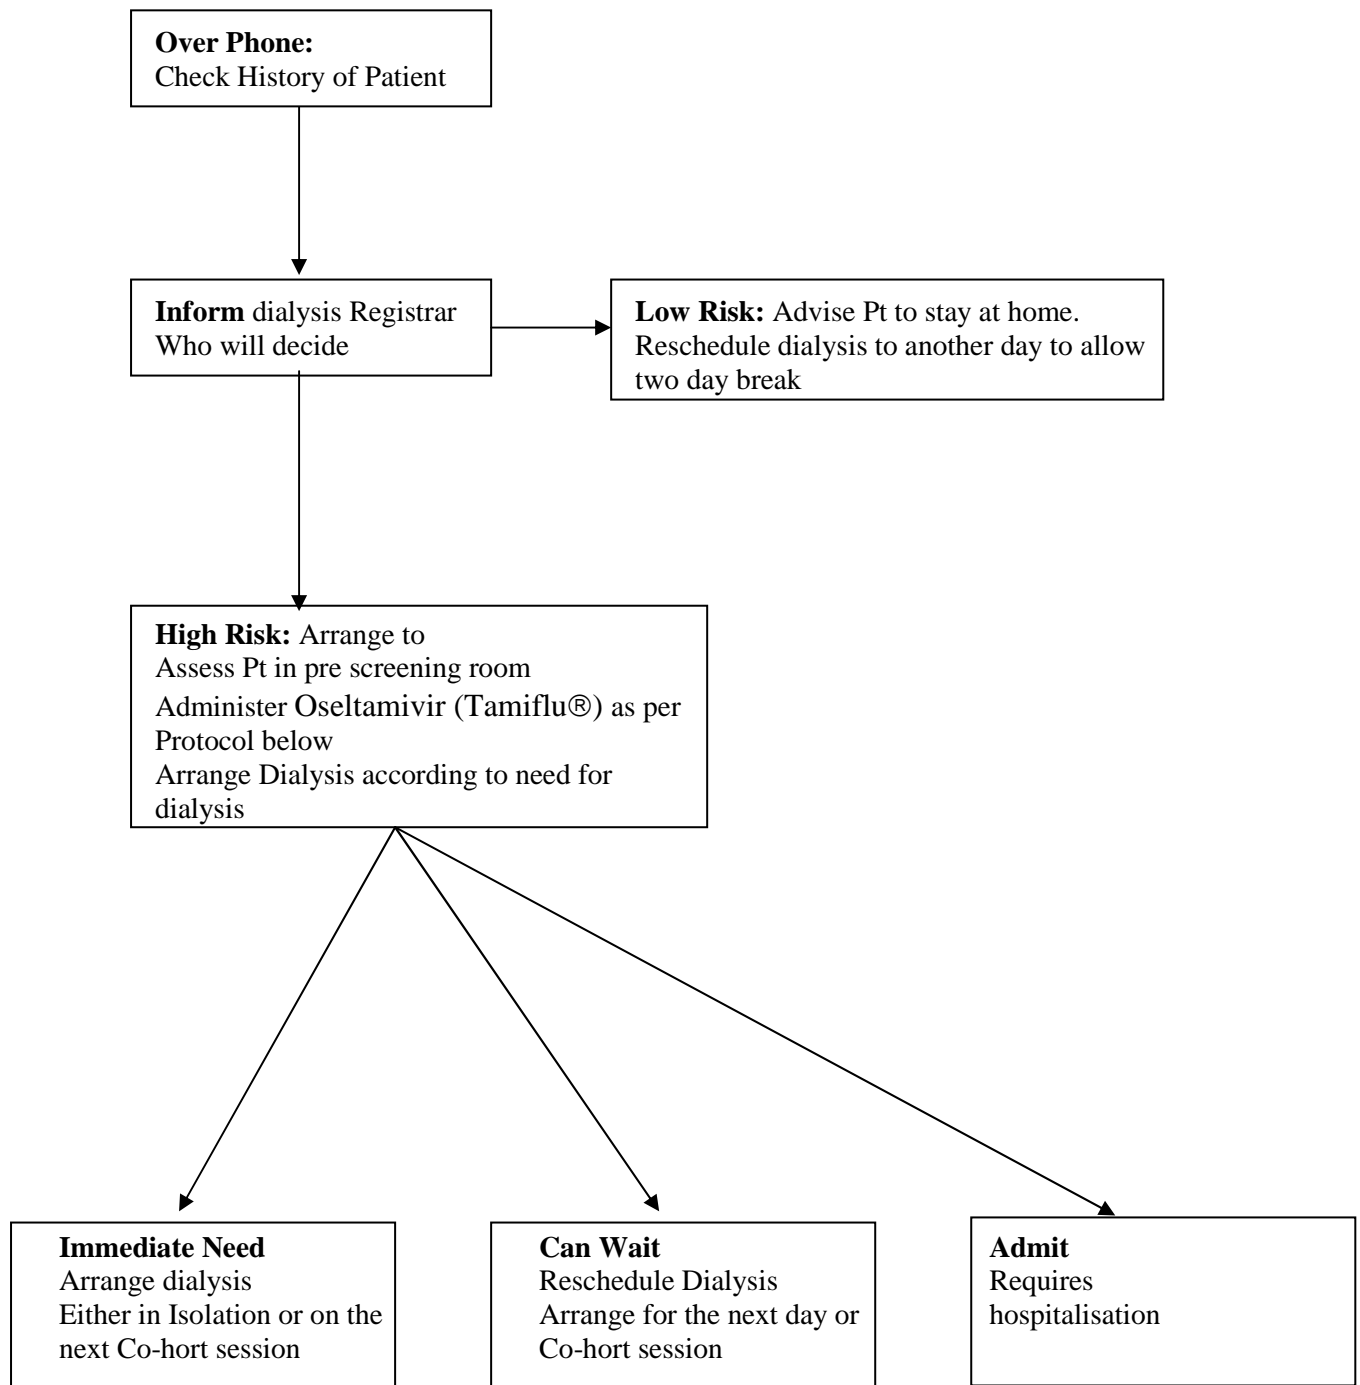 Over Phone:
Check History of Patient
Inform dialysis Registrar
Who will decide
Low Risk: Advise Pt to stay at home.
Reschedule dialysis to another day to allow
two day break
High Risk: Arrange to
Assess Pt in pre screening room
Administer Oseltamivir (Tamiflu®) as per
Protocol below
Arrange Dialysis according to need for
dialysis
Immediate Need
Arrange dialysis
Either in Isolation or on the
next Co-hort session
Can Wait
Reschedule Dialysis
Arrange for the next day or
Co-hort session
Admit
Requires
hospitalisation